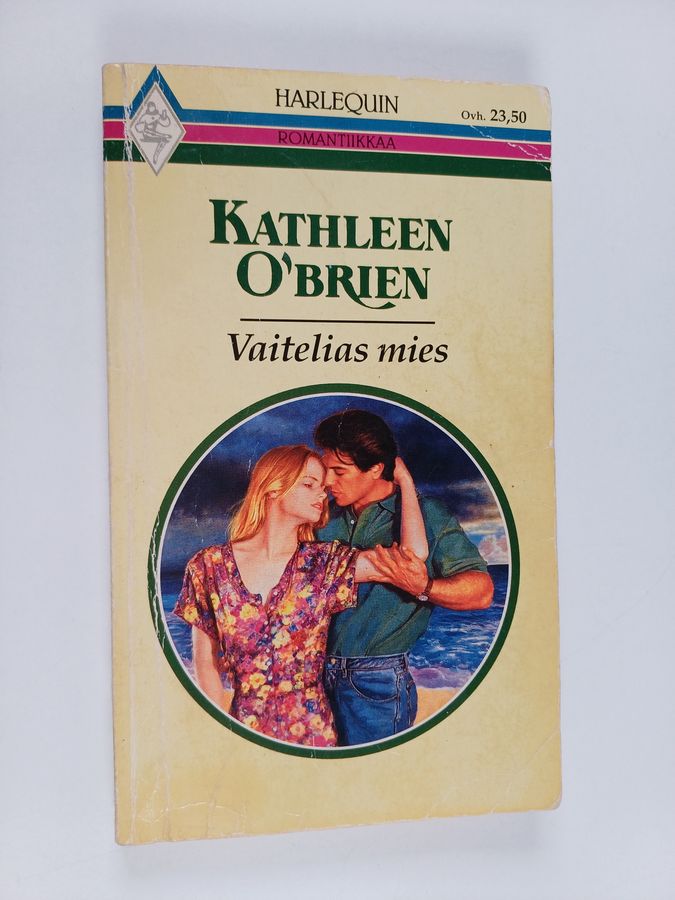 HARLEQUIN
Ovh. 23,50
ROMANTIIKKAA
KATHLEEN
O'BRIEN
Vaitelias mies